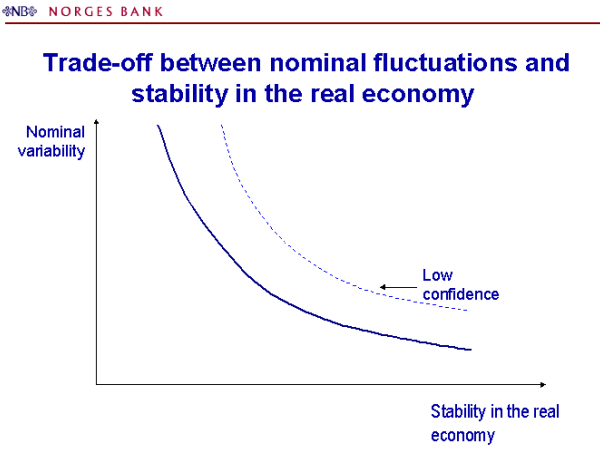 NB
NORGES BANK
Trade-off between nominal fluctuations and
stability in the real economy
Nominal
variability
Low
confidence
Stability in the real
economy